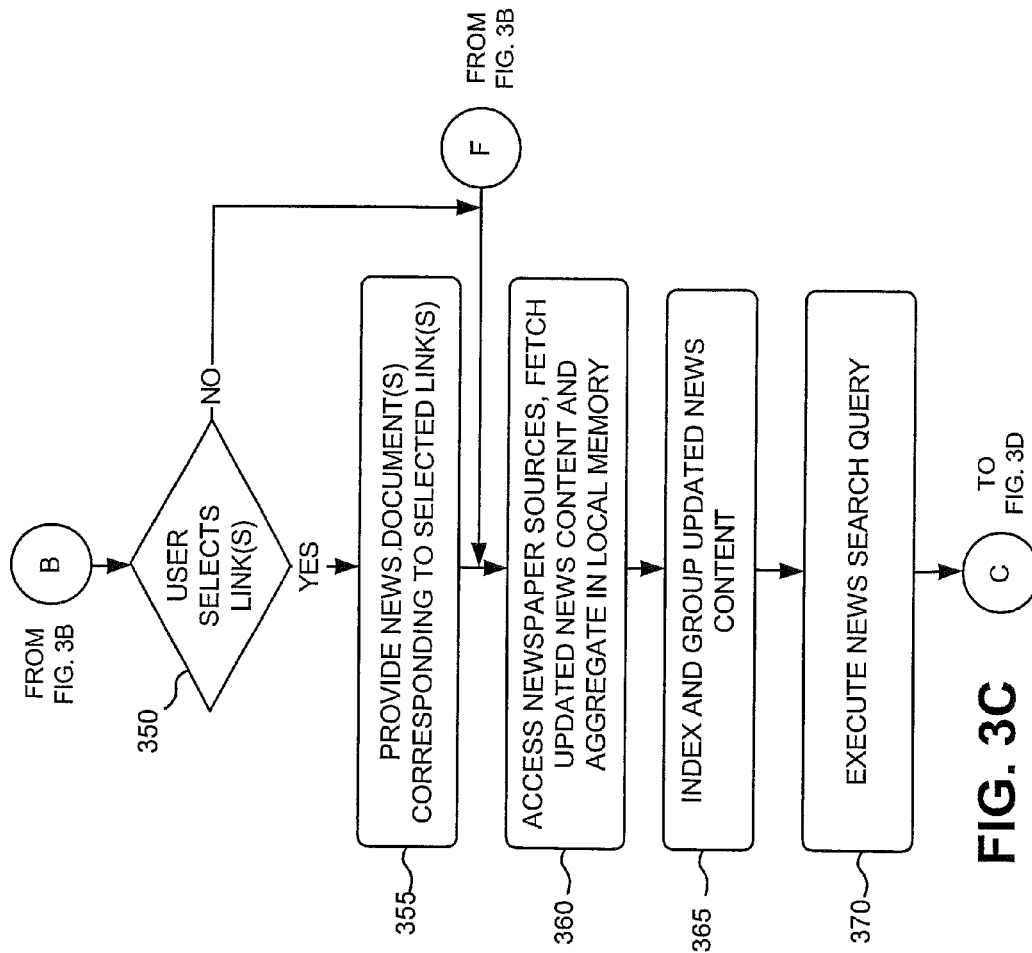 FROM
FIG. 3B
B
350
USER
SELECTS
LINK(S)
NO
YES
F
FROM
FIG. 3B
355
PROVIDE NEWS DOCUMENT(S)
CORRESPONDING TO SELECTED LINK(S)
360
ACCESS NEWSPAPER SOURCES, FETCH
UPDATED NEWS CONTENT AND
AGGREGATE IN LOCAL MEMORY
365
INDEX AND GROUP UPDATED NEWS
CONTENT
370
EXECUTE NEWS SEARCH QUERY
C
TO
FIG. 3D
FIG. 3C